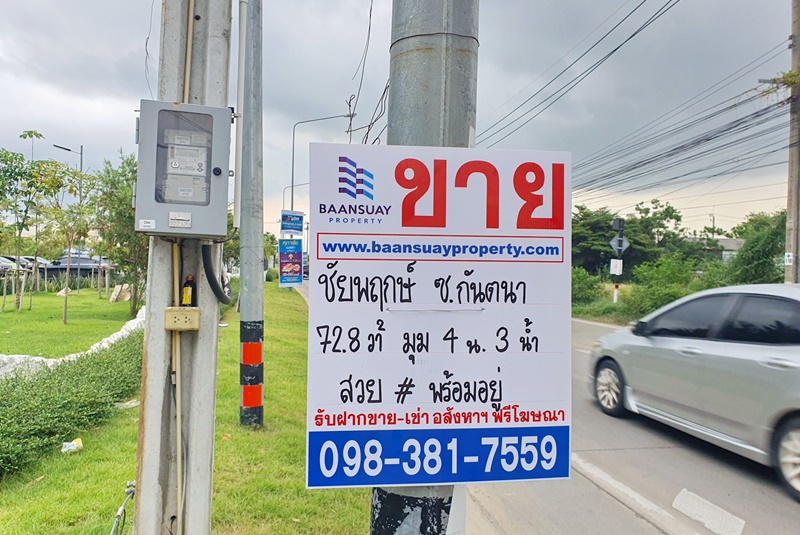 BAANSUAY
PROPERTY
ขาย
www.baansuayproperty.com
ชัยพฤกษ์ ซ.กันตนา
72.8 วา้ มุม 4 น. 3 น้ำ
สวย # พร้อมอยู่
รับฝากขาย-เช่า อสังหาฯ ฟรีโฆษณา
098-381-7559